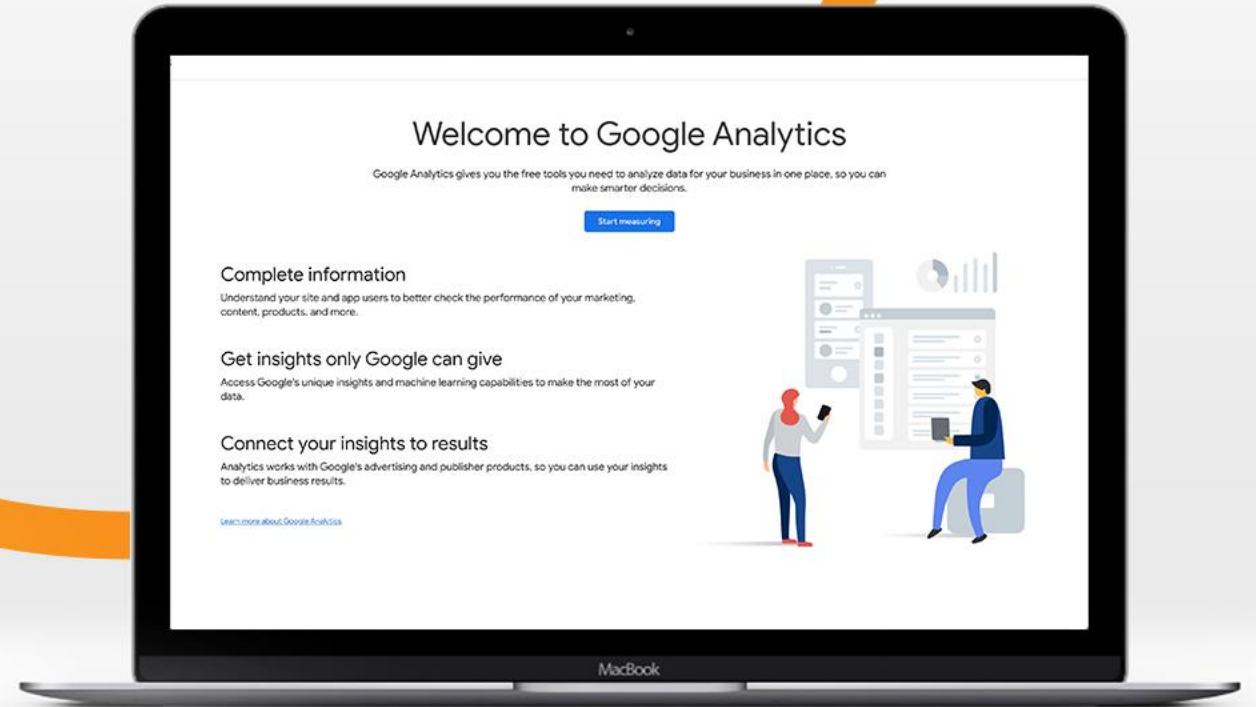 Welcome to Google Analytics
Google Analytics gives you the free tools you need to analyze data for your business in one place, so you can
make smarter decisions.
Start measuring
Complete information
Understand your site and app users to better check the performance of your marketing,
content, products, and more.
Get insights only Google can give
Access Google's unique insights and machine learning capabilities to make the most of your
data.
Connect your insights to results
Analytics works with Google's advertising and publisher products, so you can use your insights
to deliver business results.
Learn more about Google Analytics
MacBook